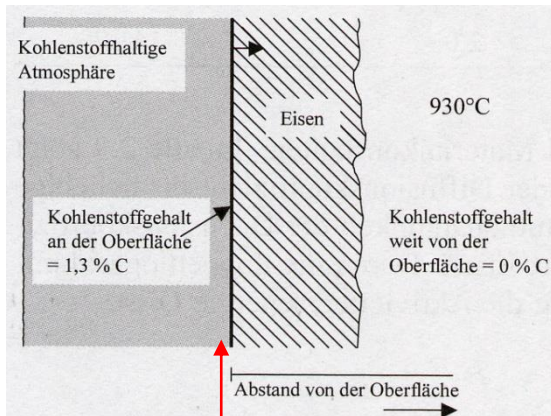 Kohlenstoffhaltige
Atmosphäre
Eisen
930°C
Kohlenstoffgehalt
an der Oberfläche
= 1,3 % C
Kohlenstoffgehalt
weit von der
Oberfläche = 0 % C
Abstand von der Oberfläche